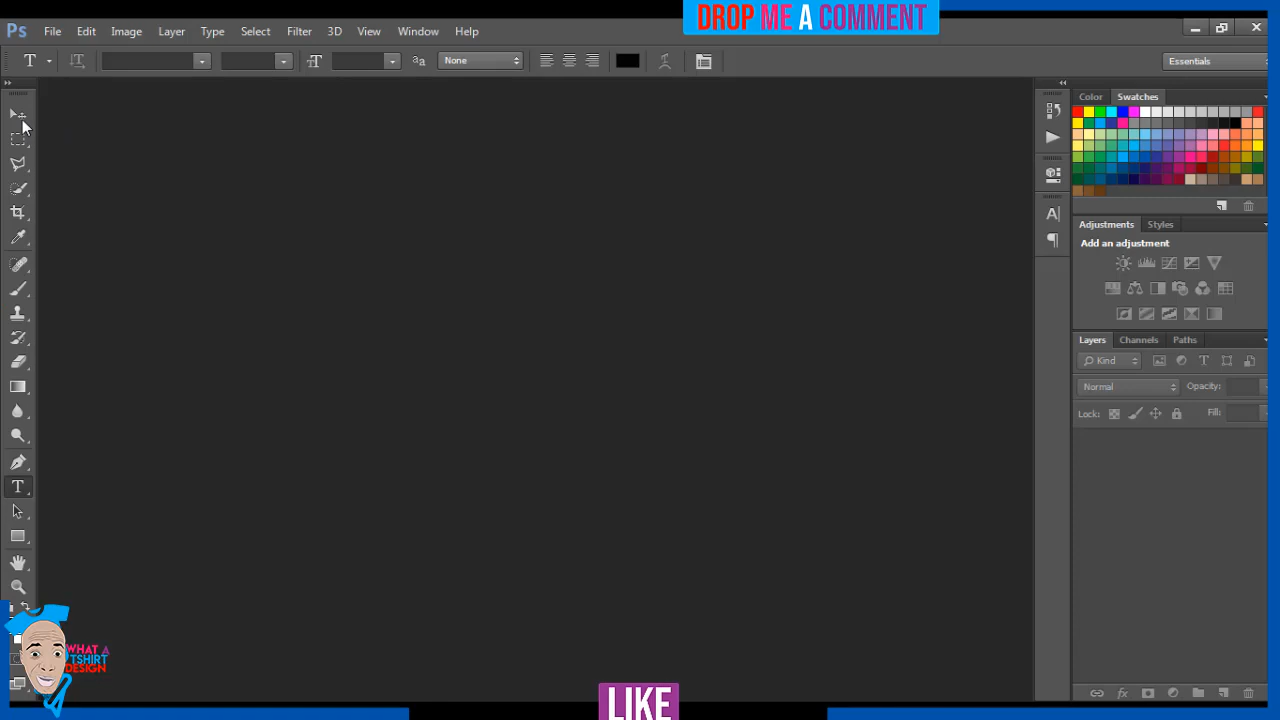 DROP ME A COMMENT
Ps File Edit Image Layer Type Select Filter 3D View Window Help
T None Essentials
Color Swatches
Adjustments Styles
Add an adjustment
Layers Channels Paths
Kind
Normal Opacity:
Lock: Fill:
WHAT A
TSHIRT
DESIGN
LIKE